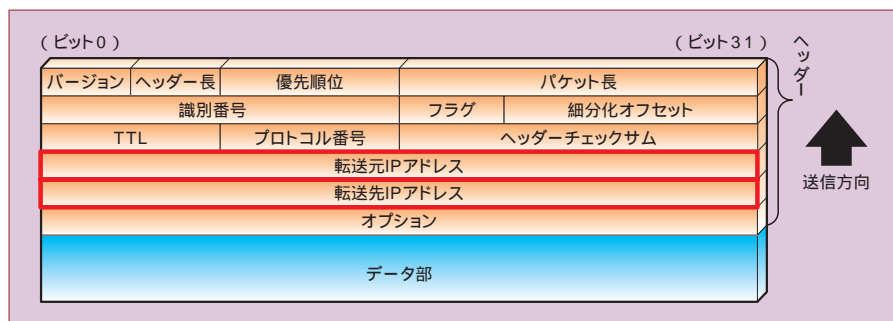 (ビット0) (ビット31)
ヘッダー
バージョン ヘッダー長 優先順位 パケット長
識別番号 フラグ 細分化オフセット
TTL プロトコル番号 ヘッダーチェックサム
転送元IPアドレス
転送先IPアドレス
送信方向
オプション
データ部